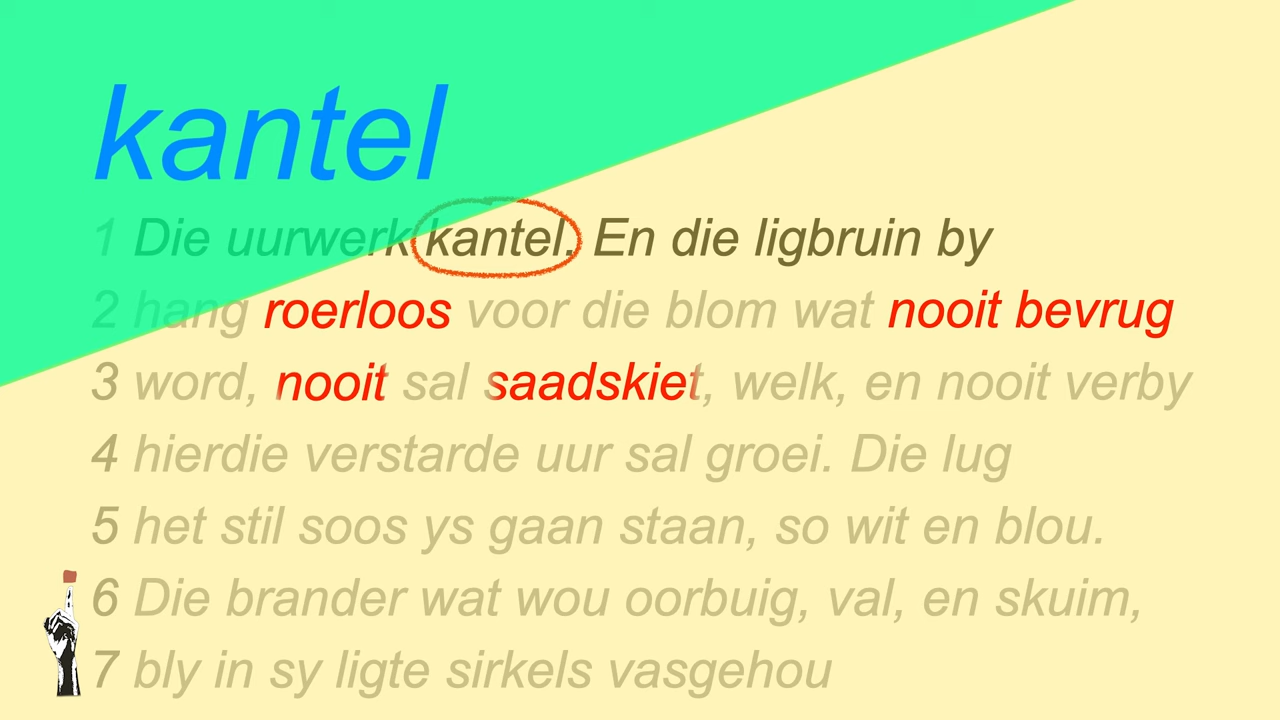 kantel
1 Die uurwerk kantel. En die ligbruin by
2 hang roerloos voor die blom wat nooit bevrug
3 word, nooit sal saadskiet, welk, en nooit verby
4 hierdie verstarde uur sal groei. Die lug
5 het stil soos ys gaan staan, so wit en blou.
6 Die brander wat wou oorbuig, val, en skuim,
7 bly in sy ligte sirkels vasgehou